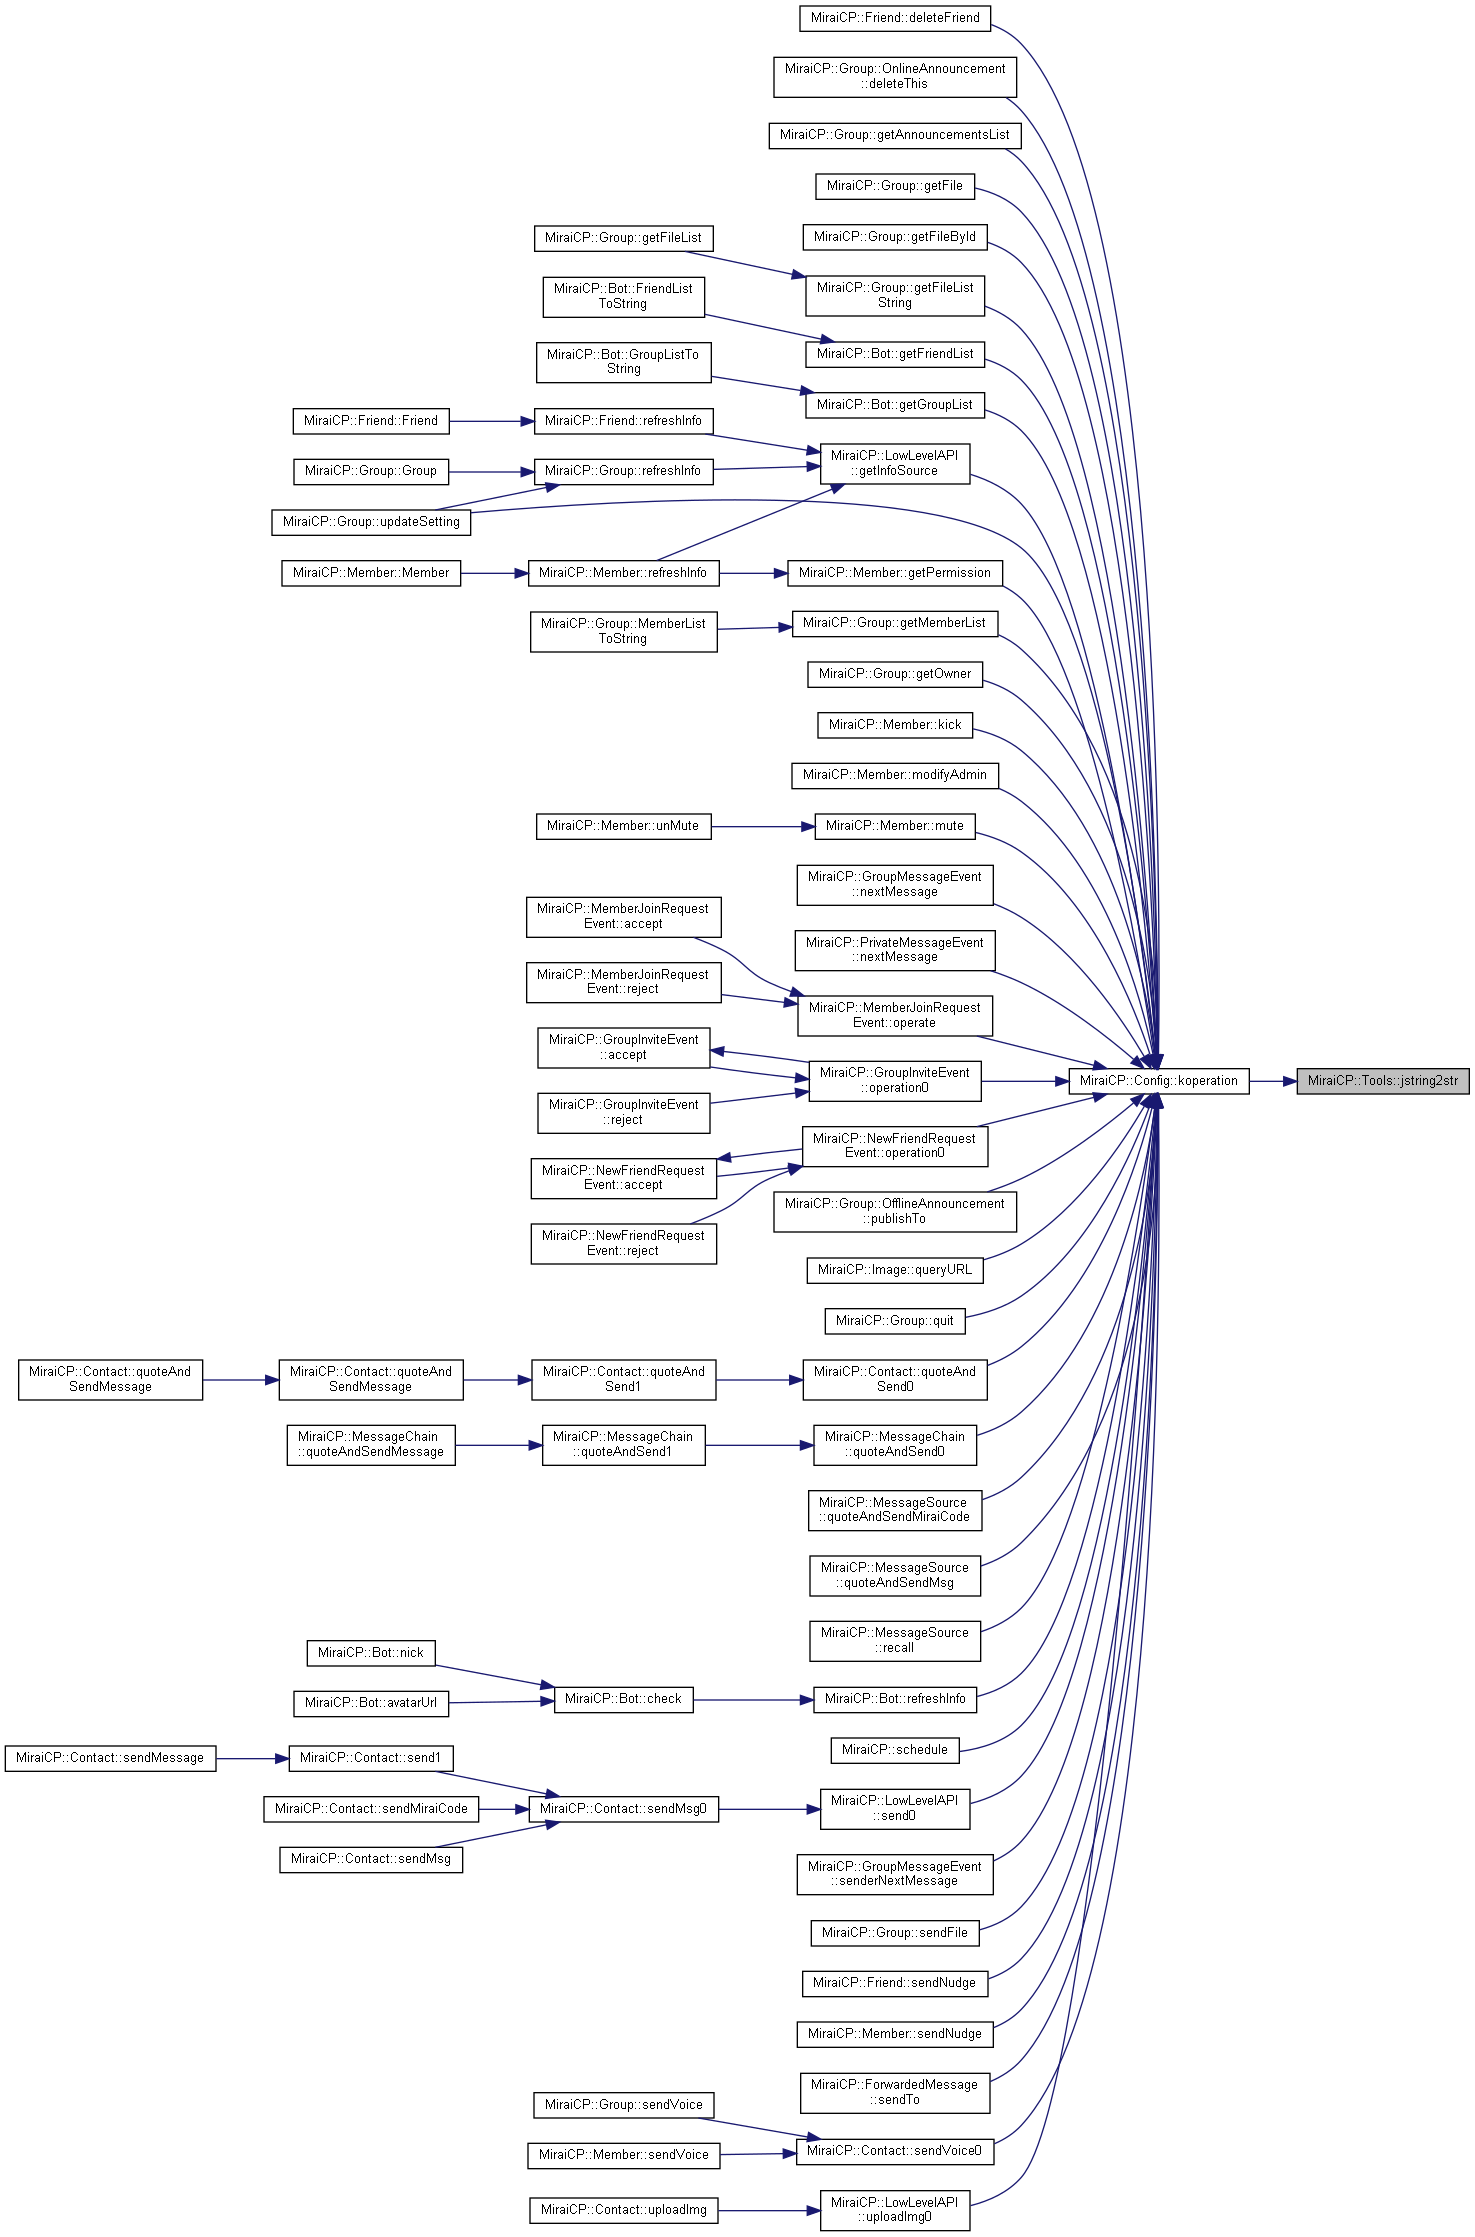 MiraiCP::Friend::deleteFriend
MiraiCP::Group::OnlineAnnouncement
::deleteThis
MiraiCP::Group::getAnnouncementsList
MiraiCP::Group::getFile
MiraiCP::Group::getFileById
MiraiCP::Group::getFileList
MiraiCP::Group::getFileList
String
MiraiCP::Bot::FriendList
ToString
MiraiCP::Bot::getFriendList
MiraiCP::Bot::GroupListTo
String
MiraiCP::Bot::getGroupList
MiraiCP::Friend::Friend
MiraiCP::Friend::refreshInfo
MiraiCP::LowLevelAPI
::getInfoSource
MiraiCP::Group::Group
MiraiCP::Group::refreshInfo
MiraiCP::Group::updateSetting
MiraiCP::Member::Member
MiraiCP::Member::refreshInfo
MiraiCP::Member::getPermission
MiraiCP::Group::MemberList
ToString
MiraiCP::Group::getMemberList
MiraiCP::Group::getOwner
MiraiCP::Member::kick
MiraiCP::Member::modifyAdmin
MiraiCP::Member::unMute
MiraiCP::Member::mute
MiraiCP::GroupMessageEvent
::nextMessage
MiraiCP::MemberJoinRequest
Event::accept
MiraiCP::PrivateMessageEvent
::nextMessage
MiraiCP::MemberJoinRequest
Event::reject
MiraiCP::MemberJoinRequest
Event::operate
MiraiCP::GroupInviteEvent
::accept
MiraiCP::GroupInviteEvent
::operation0
MiraiCP::Config::koperation
MiraiCP::Tools::jstring2str
MiraiCP::GroupInviteEvent
::reject
MiraiCP::NewFriendRequest
Event::operation0
MiraiCP::NewFriendRequest
Event::accept
MiraiCP::Group::OfflineAnnouncement
::publishTo
MiraiCP::NewFriendRequest
Event::reject
MiraiCP::Image::queryURL
MiraiCP::Group::quit
MiraiCP::Contact::quoteAnd
SendMessage
MiraiCP::Contact::quoteAnd
SendMessage
MiraiCP::Contact::quoteAnd
Send1
MiraiCP::Contact::quoteAnd
Send0
MiraiCP::MessageChain
::quoteAndSendMessage
MiraiCP::MessageChain
::quoteAndSend1
MiraiCP::MessageChain
::quoteAndSend0
MiraiCP::MessageSource
::quoteAndSendMiraiCode
MiraiCP::MessageSource
::quoteAndSendMsg
MiraiCP::MessageSource
::recall
MiraiCP::Bot::nick
MiraiCP::Bot::avatarUrl
MiraiCP::Bot::check
MiraiCP::Bot::refreshInfo
MiraiCP::schedule
MiraiCP::Contact::sendMessage
MiraiCP::Contact::send1
MiraiCP::Contact::sendMiraiCode
MiraiCP::Contact::sendMsg0
MiraiCP::LowLevelAPI
::send0
MiraiCP::Contact::sendMsg
MiraiCP::GroupMessageEvent
::senderNextMessage
MiraiCP::Group::sendFile
MiraiCP::Friend::sendNudge
MiraiCP::Member::sendNudge
MiraiCP::ForwardedMessage
::sendTo
MiraiCP::Group::sendVoice
MiraiCP::Member::sendVoice
MiraiCP::Contact::sendVoice0
MiraiCP::Contact::uploadImg
MiraiCP::LowLevelAPI
::uploadImg0